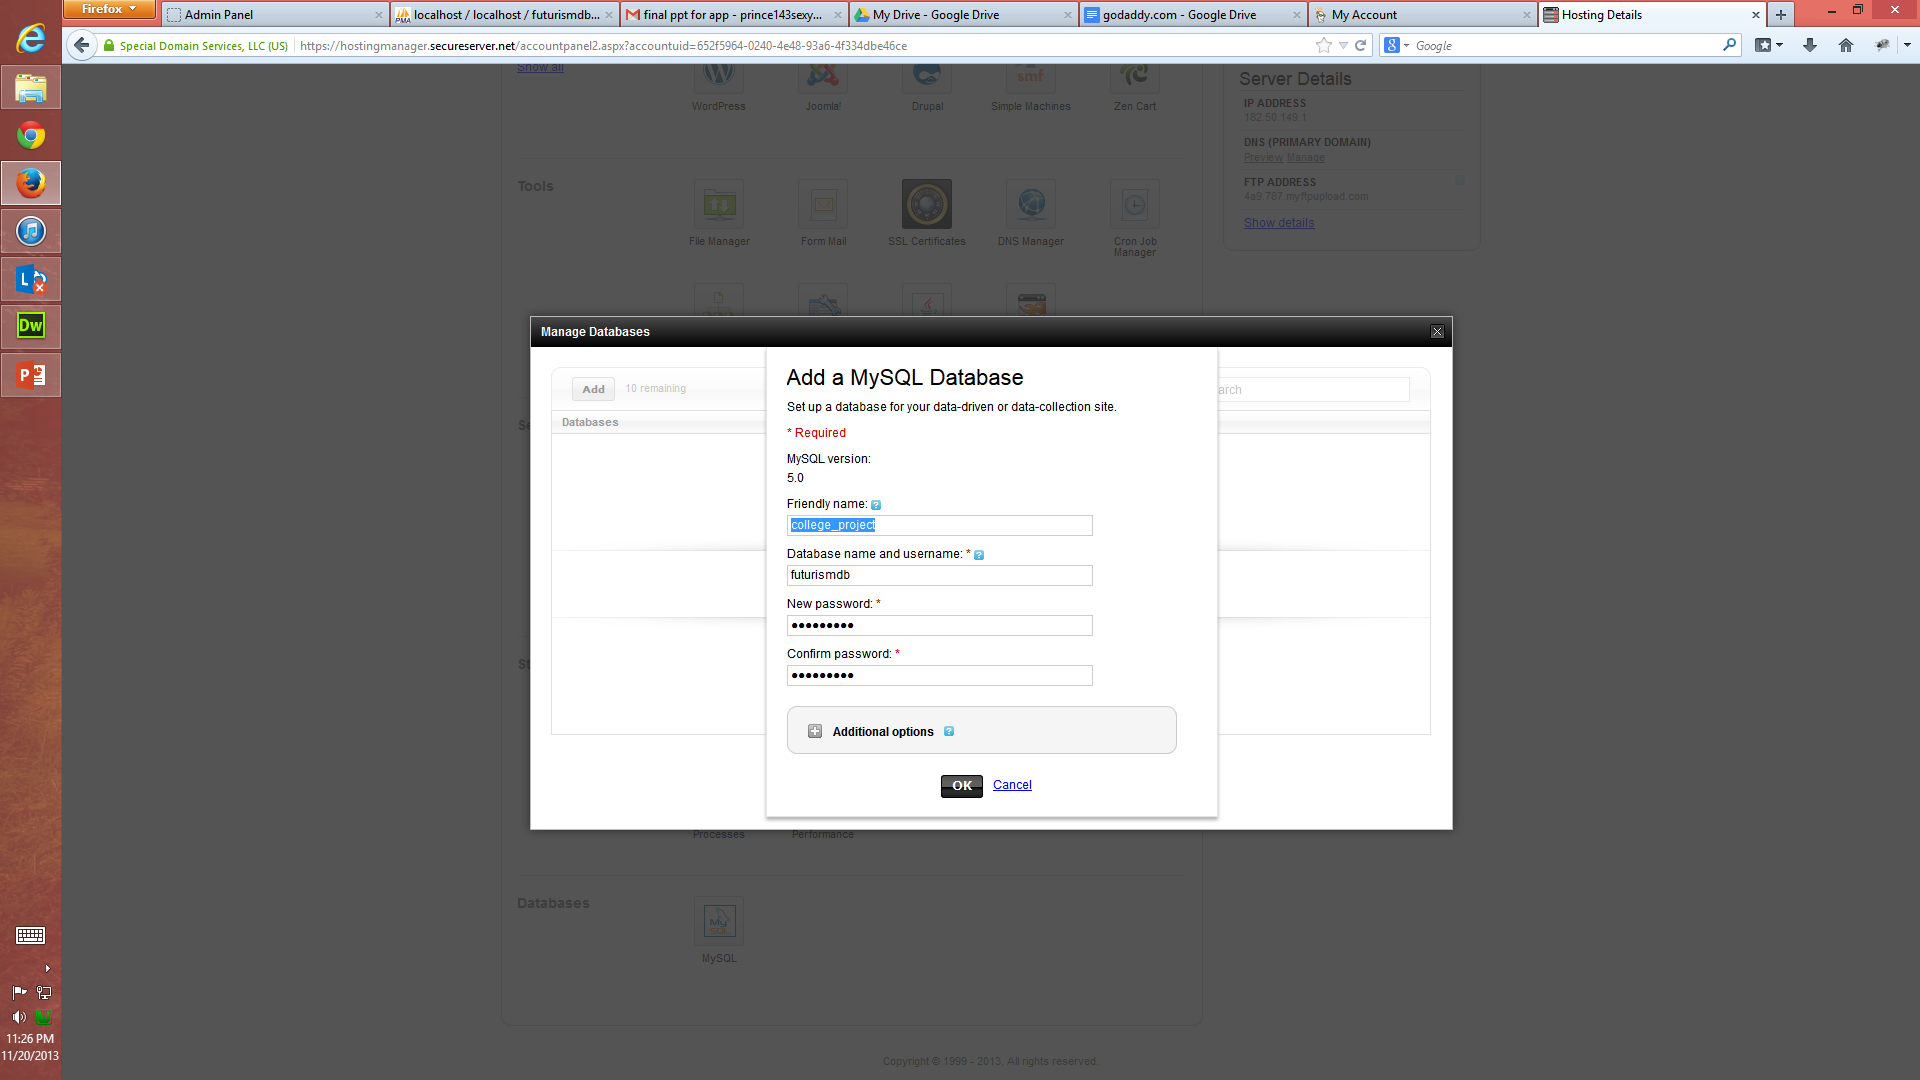 Firefox
Admin Panel
localhost / localhost / futurismdb...
final ppt for app - prince143sexy...
My Drive - Google Drive
godaddy.com - Google Drive
My Account
Hosting Details
Special Domain Services, LLC (US)
https://hostingmanager.secureserver.net/accountpanel2.aspx?accountuid=652f5964-0240-4e48-93a6-4f334dbe46ce
Google
Show all
WordPress
Joomla!
Drupal
Simple Machines
Zen Cart
Server Details
IP ADDRESS
182.50.149.1
DNS (PRIMARY DOMAIN)
Preview Manage
FTP ADDRESS
4a9.787.myftpupload.com
Show details
Tools
File Manager
Form Mail
SSL Certificates
DNS Manager
Cron Job
Manager
Manage Databases
Add
10 remaining
arch
Databases
Add a MySQL Database
Set up a database for your data-driven or data-collection site.
* Required
MySQL version:
5.0
Friendly name:
college_project
Database name and username: *
futurismdb
New password: *
Confirm password: *
Additional options
OK
Cancel
Processes
Performance
Databases
MySQL
Copyright © 1999 - 2013. All rights reserved.
11:26 PM
11/20/2013